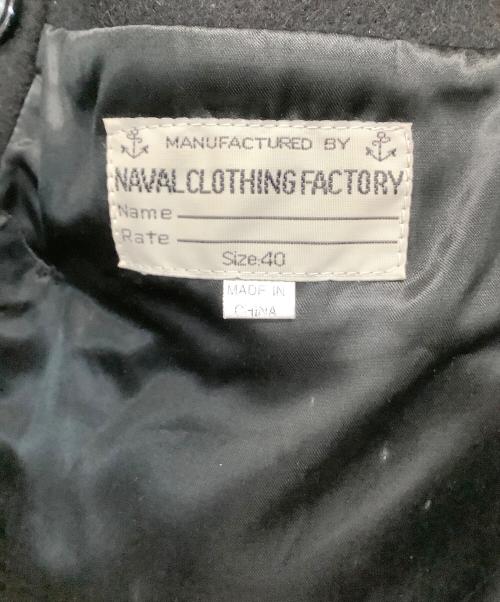 MANUFACTURED BY
NAVAL CLOTHING FACTORY
Name
Rate
Size:40
MADE IN
CHINA